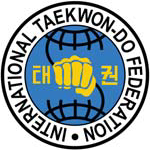 INTERNATIONAL TAEKWON-DO FEDERATION •
태 권